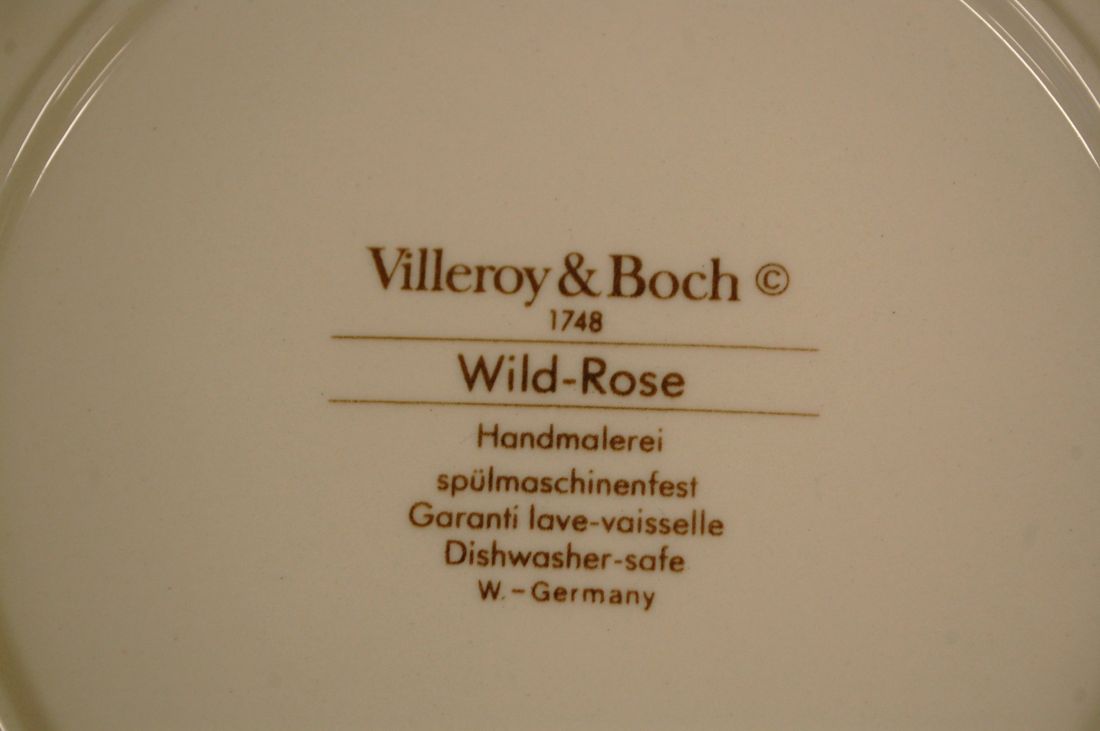 Villeroy & Boch ©
1748
Wild-Rose
Handmalerei
spülmaschinenfest
Garanti lave-vaisselle
Dishwasher-safe
W.-Germany